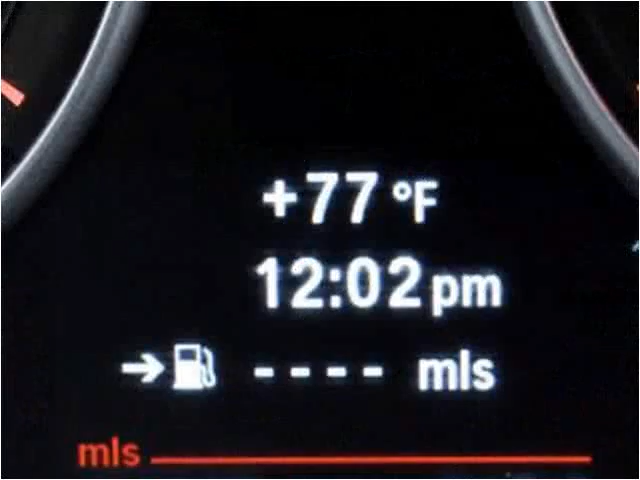 +77 °F
12:02 pm
---- mls
mls